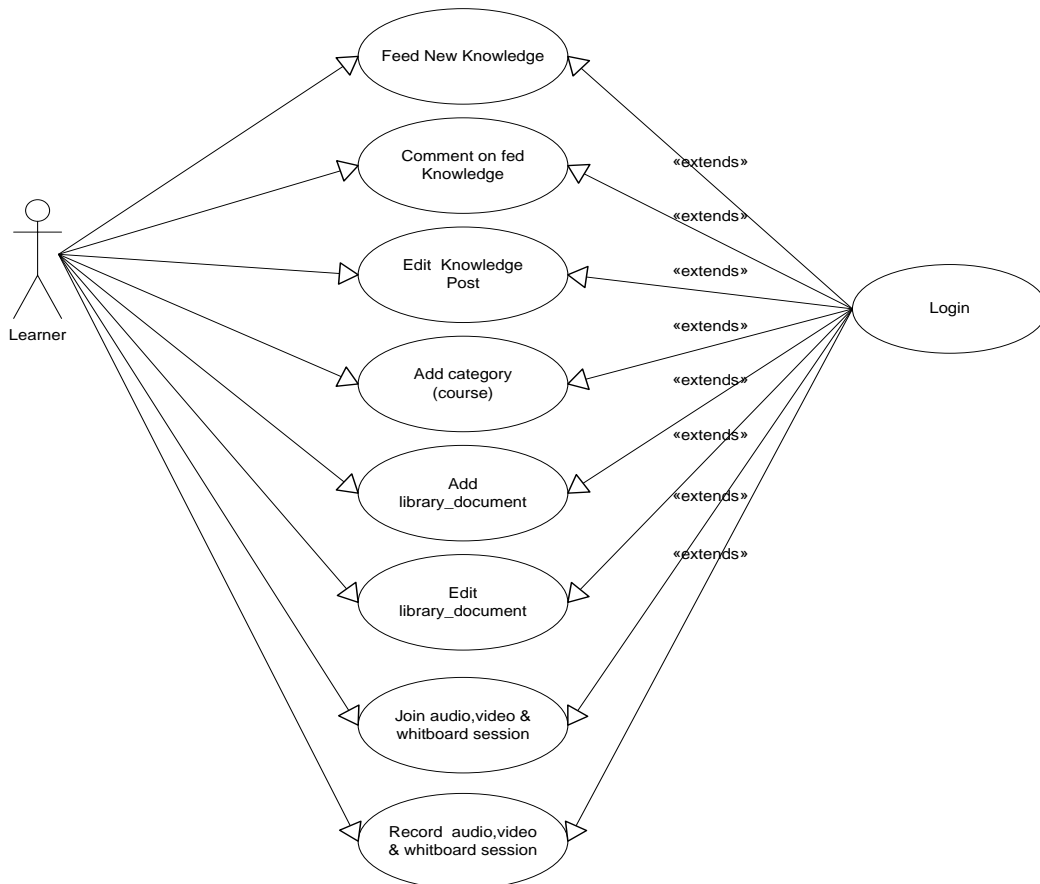 Feed New Knowledge
Comment on fed
Knowledge
«extends»
«extends»
Edit Knowledge
Post
«extends»
Login
Learner
«extends»
Add category
(course)
«extends»
«extends»
Add
library_document
«extends»
«extends»
Edit
library_document
Join audio,video &
whitboard session
Record audio,video
& whitboard session